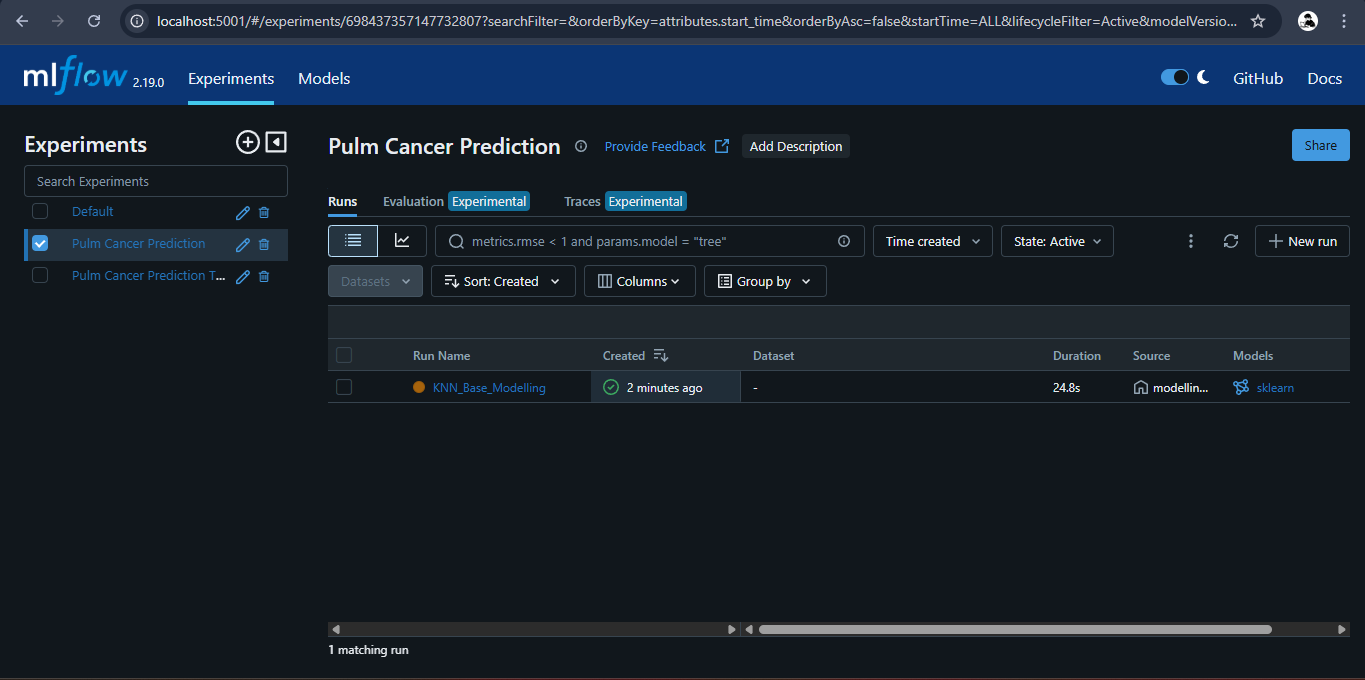 localhost:5001/#/experiments/698437357147732807?searchFilter=&orderByKey=attributes.start_time&orderByAsc=false&startTime=ALL&lifecycleFilter=Active&modelVersio...
mlflow 2.19.0 Experiments Models GitHub Docs
Experiments
Search Experiments
Default
Pulm Cancer Prediction
Pulm Cancer Prediction T...
Pulm Cancer Prediction Provide Feedback Add Description Share
Runs Evaluation Experimental Traces Experimental
metrics.rmse < 1 and params.model = "tree" Time created State: Active New run
Datasets Sort: Created Columns Group by
Run Name Created Dataset Duration Source Models
KNN_Base_Modelling 2 minutes ago - 24.8s modellin... sklearn
1 matching run